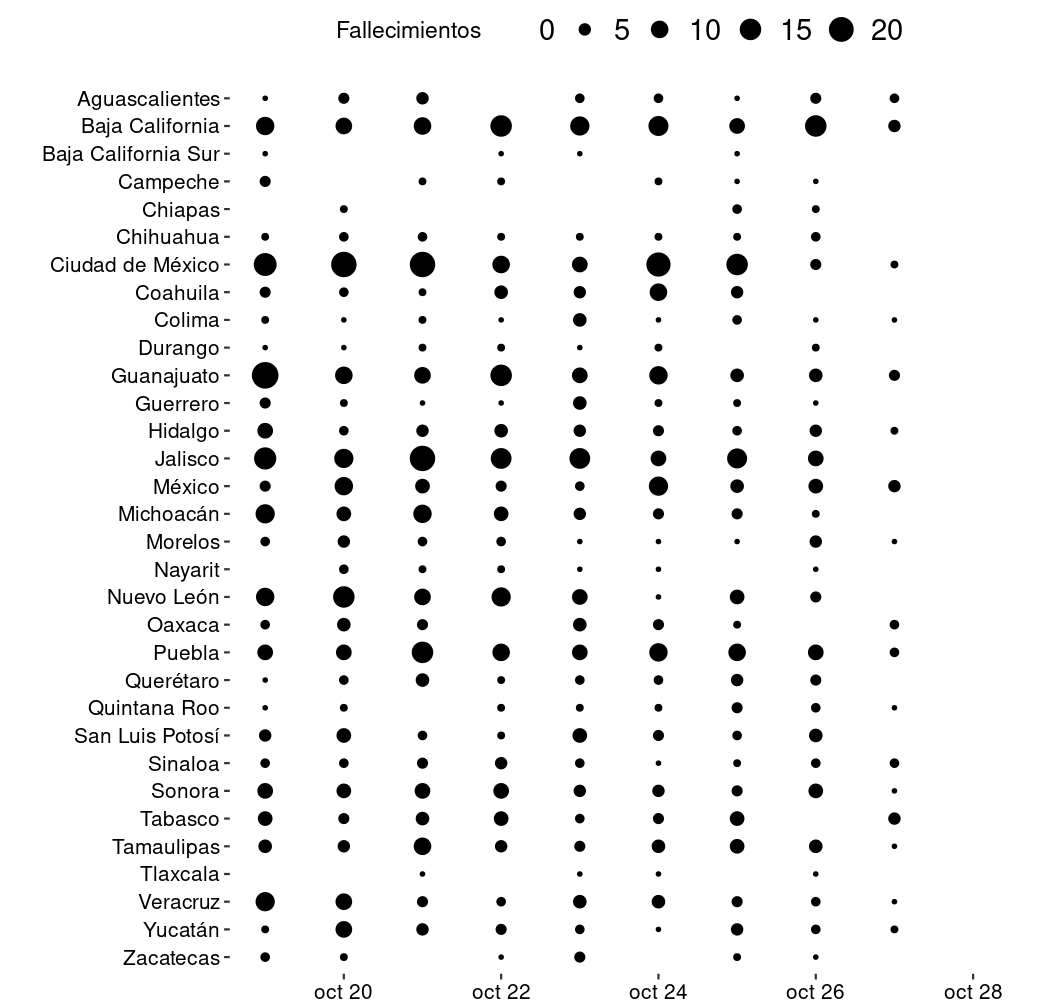 Fallecimientos 0 5 10 15 20
Aguascalientes
Baja California
Baja California Sur
Campeche
Chiapas
Chihuahua
Ciudad de México
Coahuila
Colima
Durango
Guanajuato
Guerrero
Hidalgo
Jalisco
México
Michoacán
Morelos
Nayarit
Nuevo León
Oaxaca
Puebla
Querétaro
Quintana Roo
San Luis Potosí
Sinaloa
Sonora
Tabasco
Tamaulipas
Tlaxcala
Veracruz
Yucatán
Zacatecas
oct 20 oct 22 oct 24 oct 26 oct 28